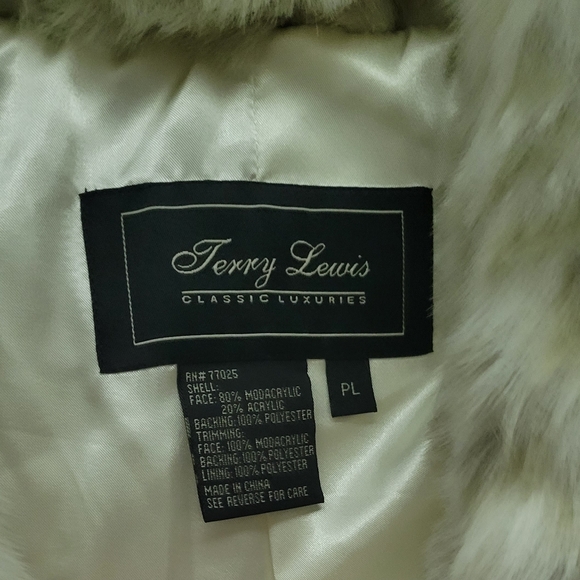 Terry Lewis
CLASSIC LUXURIES
PL
RN# 77025
SHELL:
FACE: 80% MODACRYLIC
20% ACRYLIC
BACKING: 100% POLYESTER
TRIMMING:
FACE: 100% MODACRYLIC
BACKING: 100% POLYESTER
LINING: 100% POLYESTER
MADE IN CHINA
SEE REVERSE FOR CARE